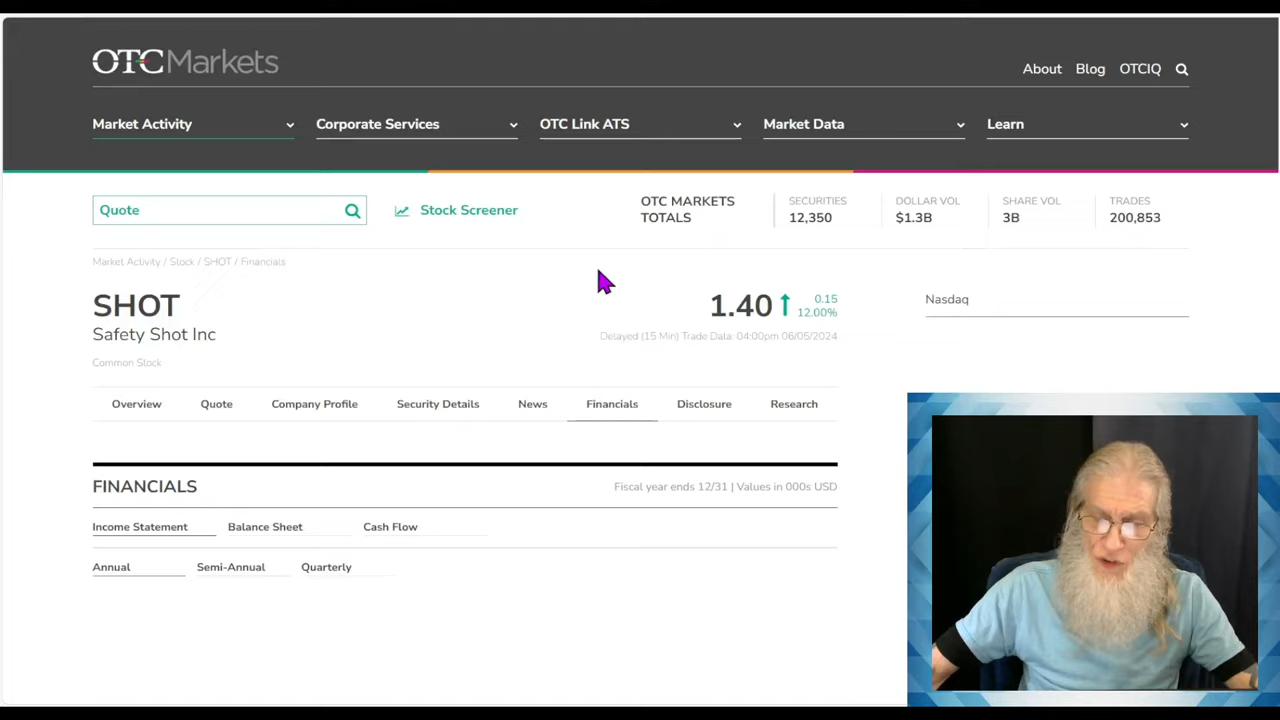 OTCMarkets
About Blog OTCIQ
Market Activity Corporate Services OTC Link ATS Market Data Learn
Quote
Stock Screener
OTC MARKETS
TOTALS
SECURITIES
12,350
DOLLAR VOL
$1.3B
SHARE VOL
3B
TRADES
200,853
Market Activity / Stock / SHOT / Financials
SHOT
Safety Shot Inc
Common Stock
1.40
0.15
12.00%
Delayed (15 Min) Trade Data: 04:00pm 06/05/2024
Nasdaq
Overview Quote Company Profile Security Details News Financials Disclosure Research
FINANCIALS
Fiscal year ends 12/31 | Values in 000s USD
Income Statement Balance Sheet Cash Flow
Annual Semi-Annual Quarterly